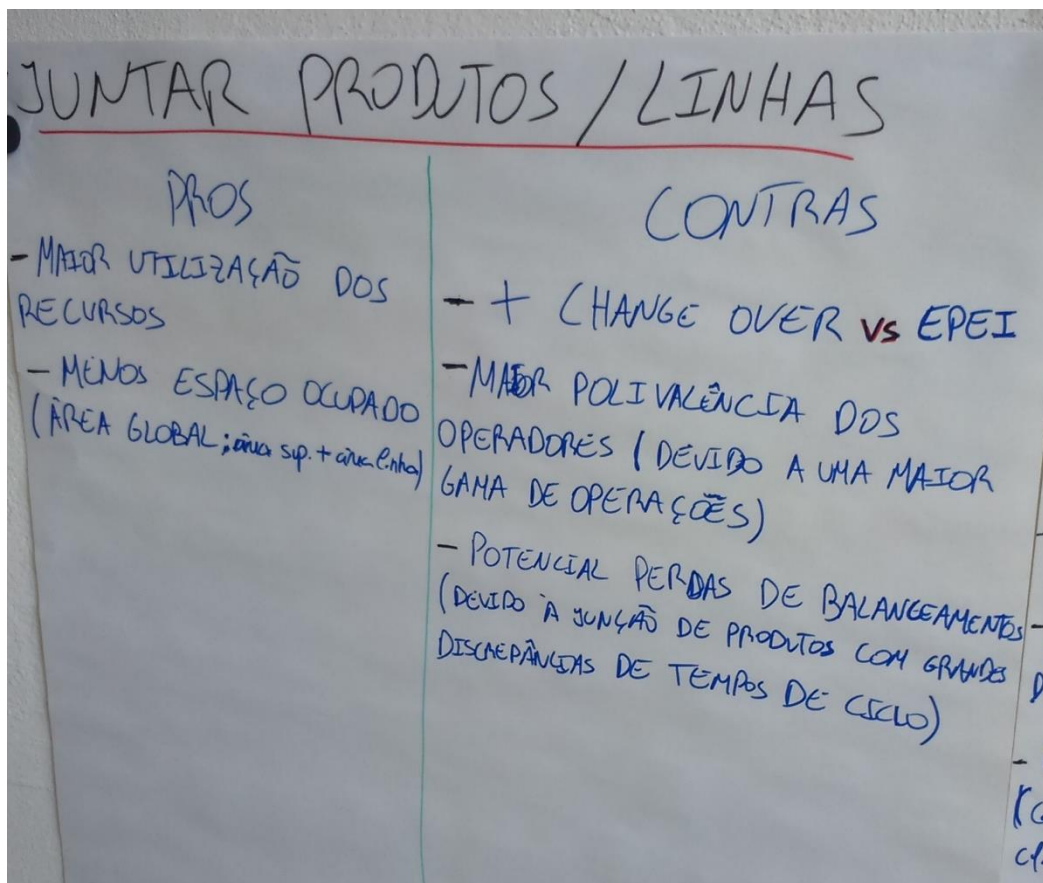 JUNTAR PRODUTOS / LINHAS
PROS
- MAIOR UTILIZAÇÃO DOS
RECURSOS
- MENOS ESPAÇO OCUPADO
(ÁREA GLOBAL; área sup. + área linha)
CONTRAS
- + CHANGE OVER VS EPEI
- MAIOR POLIVALÊNCIA DOS
OPERADORES (DEVIDO A UMA MAIOR
GAMA DE OPERAÇÕES)
- POTENCIAL PERDAS DE BALANCEAMENTOS
(DEVIDO À JUNÇÃO DE PRODUTOS COM GRANDES
DISCREPÂNCIAS DE TEMPOS DE CICLO)